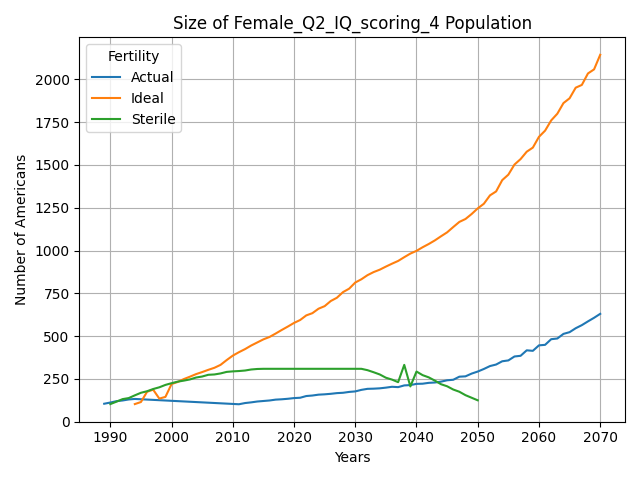 Size of Female_Q2_IQ_scoring_4 Population
Fertility
Actual
Ideal
Sterile
Number of Americans
2000
1750
1500
1250
1000
750
500
250
0
1990 2000 2010 2020 2030 2040 2050 2060 2070
Years